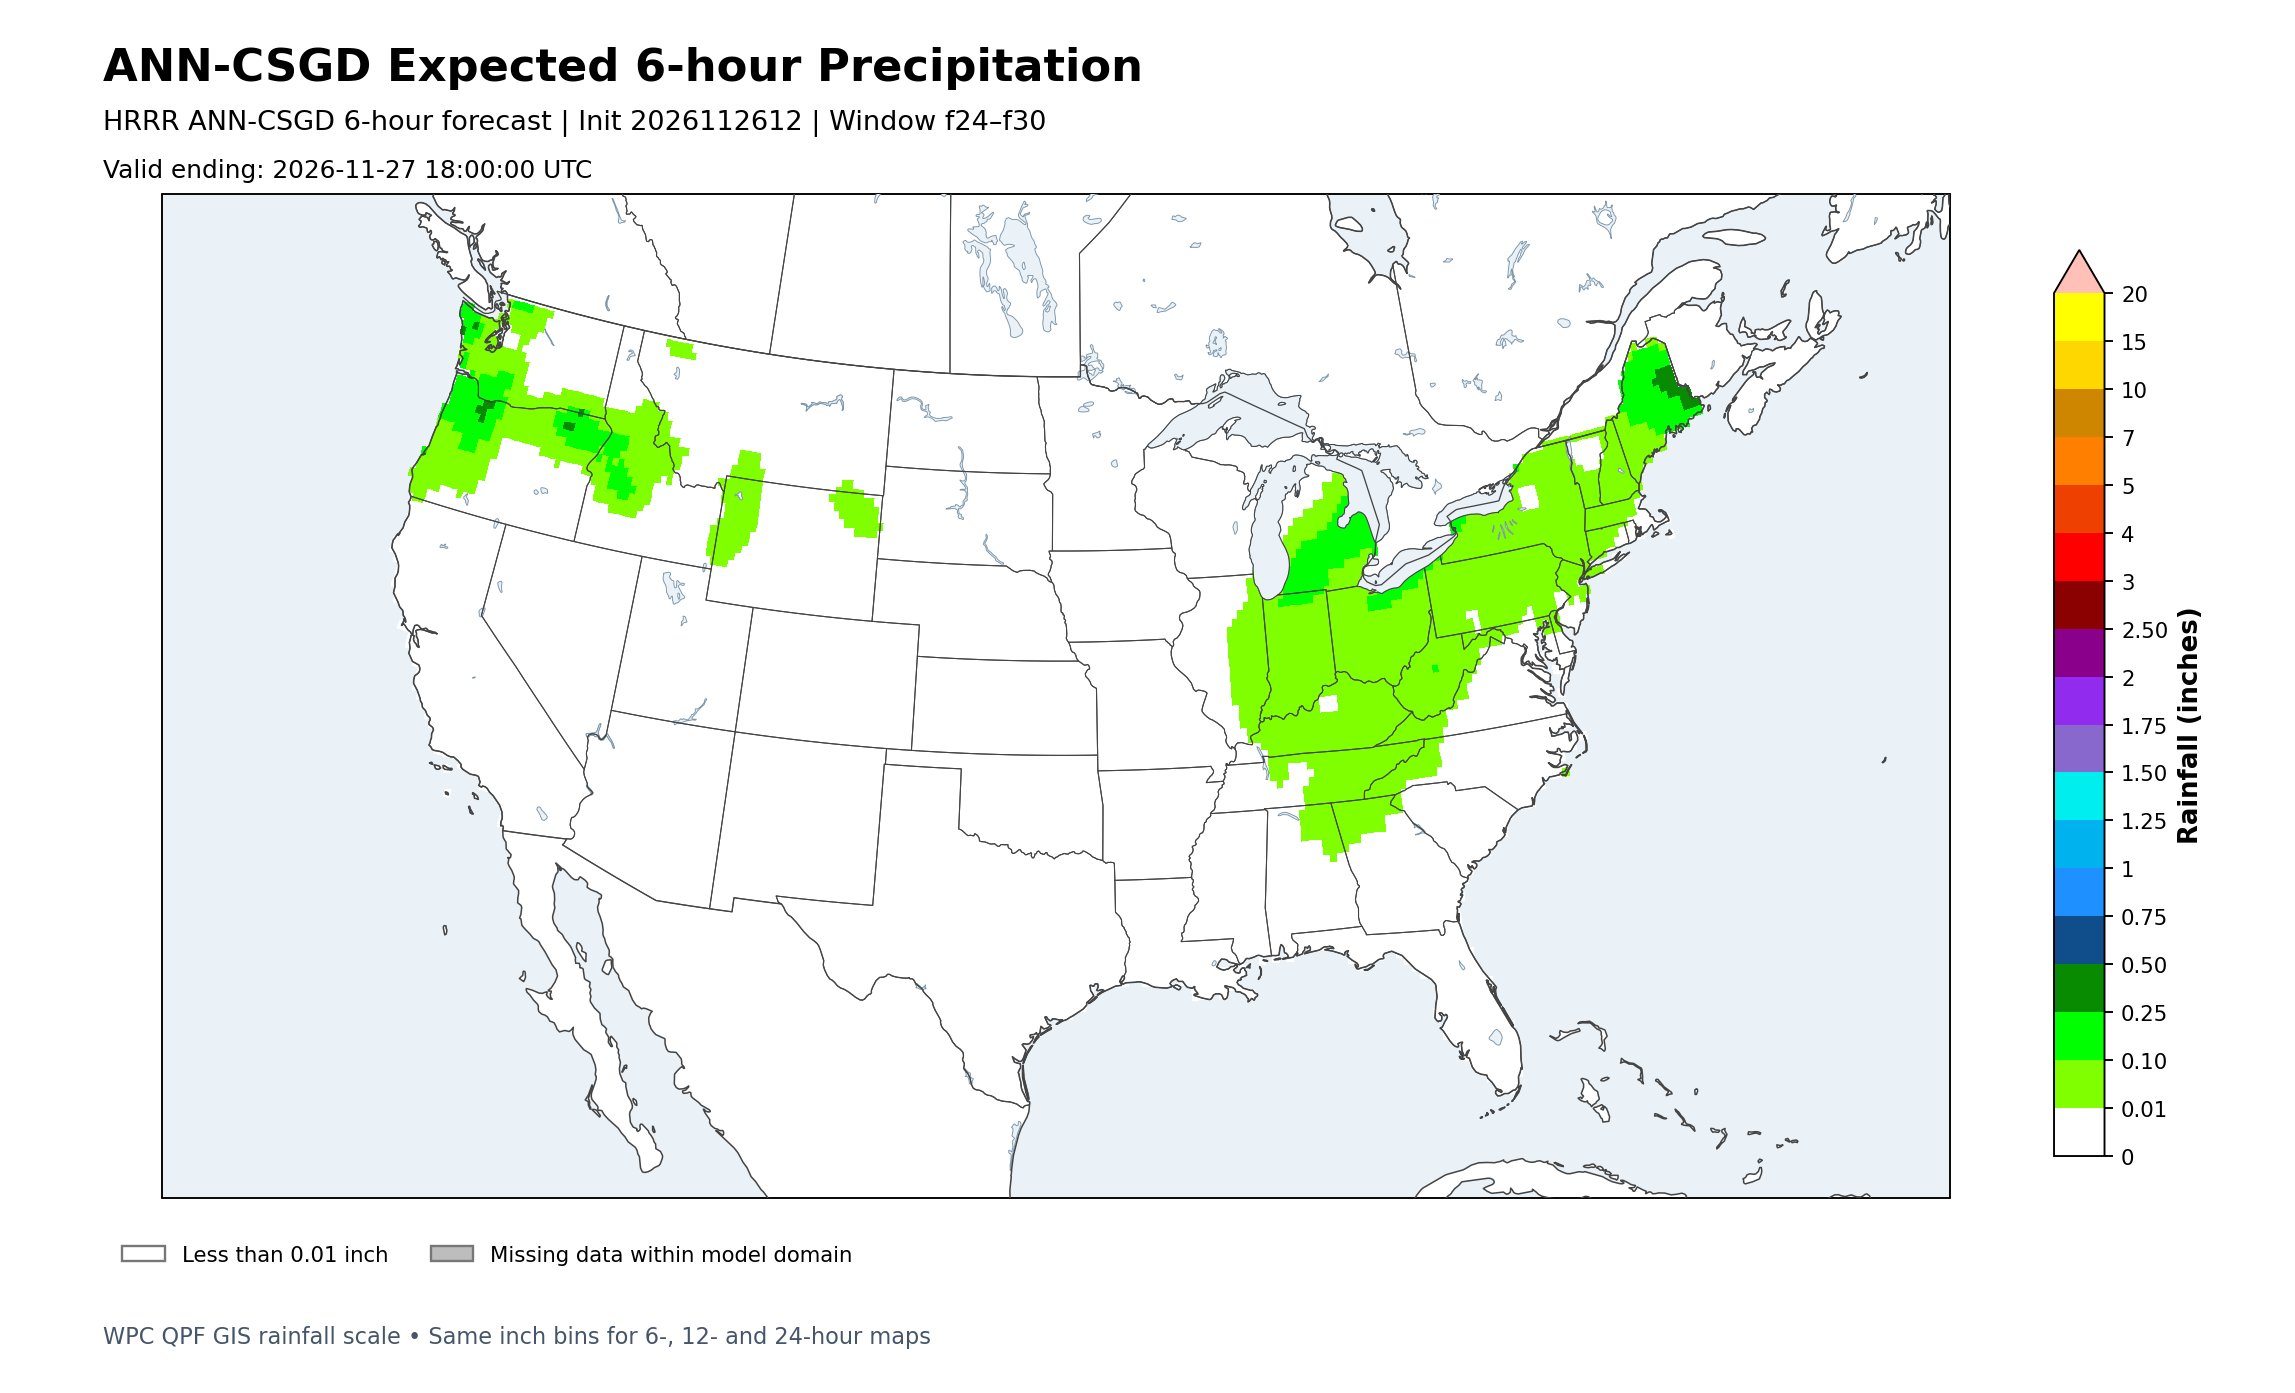 ANN-CSGD Expected 6-hour Precipitation
HRRR ANN-CSGD 6-hour forecast | Init 2026112612 | Window f24–f30
Valid ending: 2026-11-27 18:00:00 UTC
20
15
10
7
5
4
3
2.50
2
1.75
1.50
1.25
1
0.75
0.50
0.25
0.10
0.01
0
Rainfall (inches)
Less than 0.01 inch
Missing data within model domain
WPC QPF GIS rainfall scale • Same inch bins for 6-, 12- and 24-hour maps